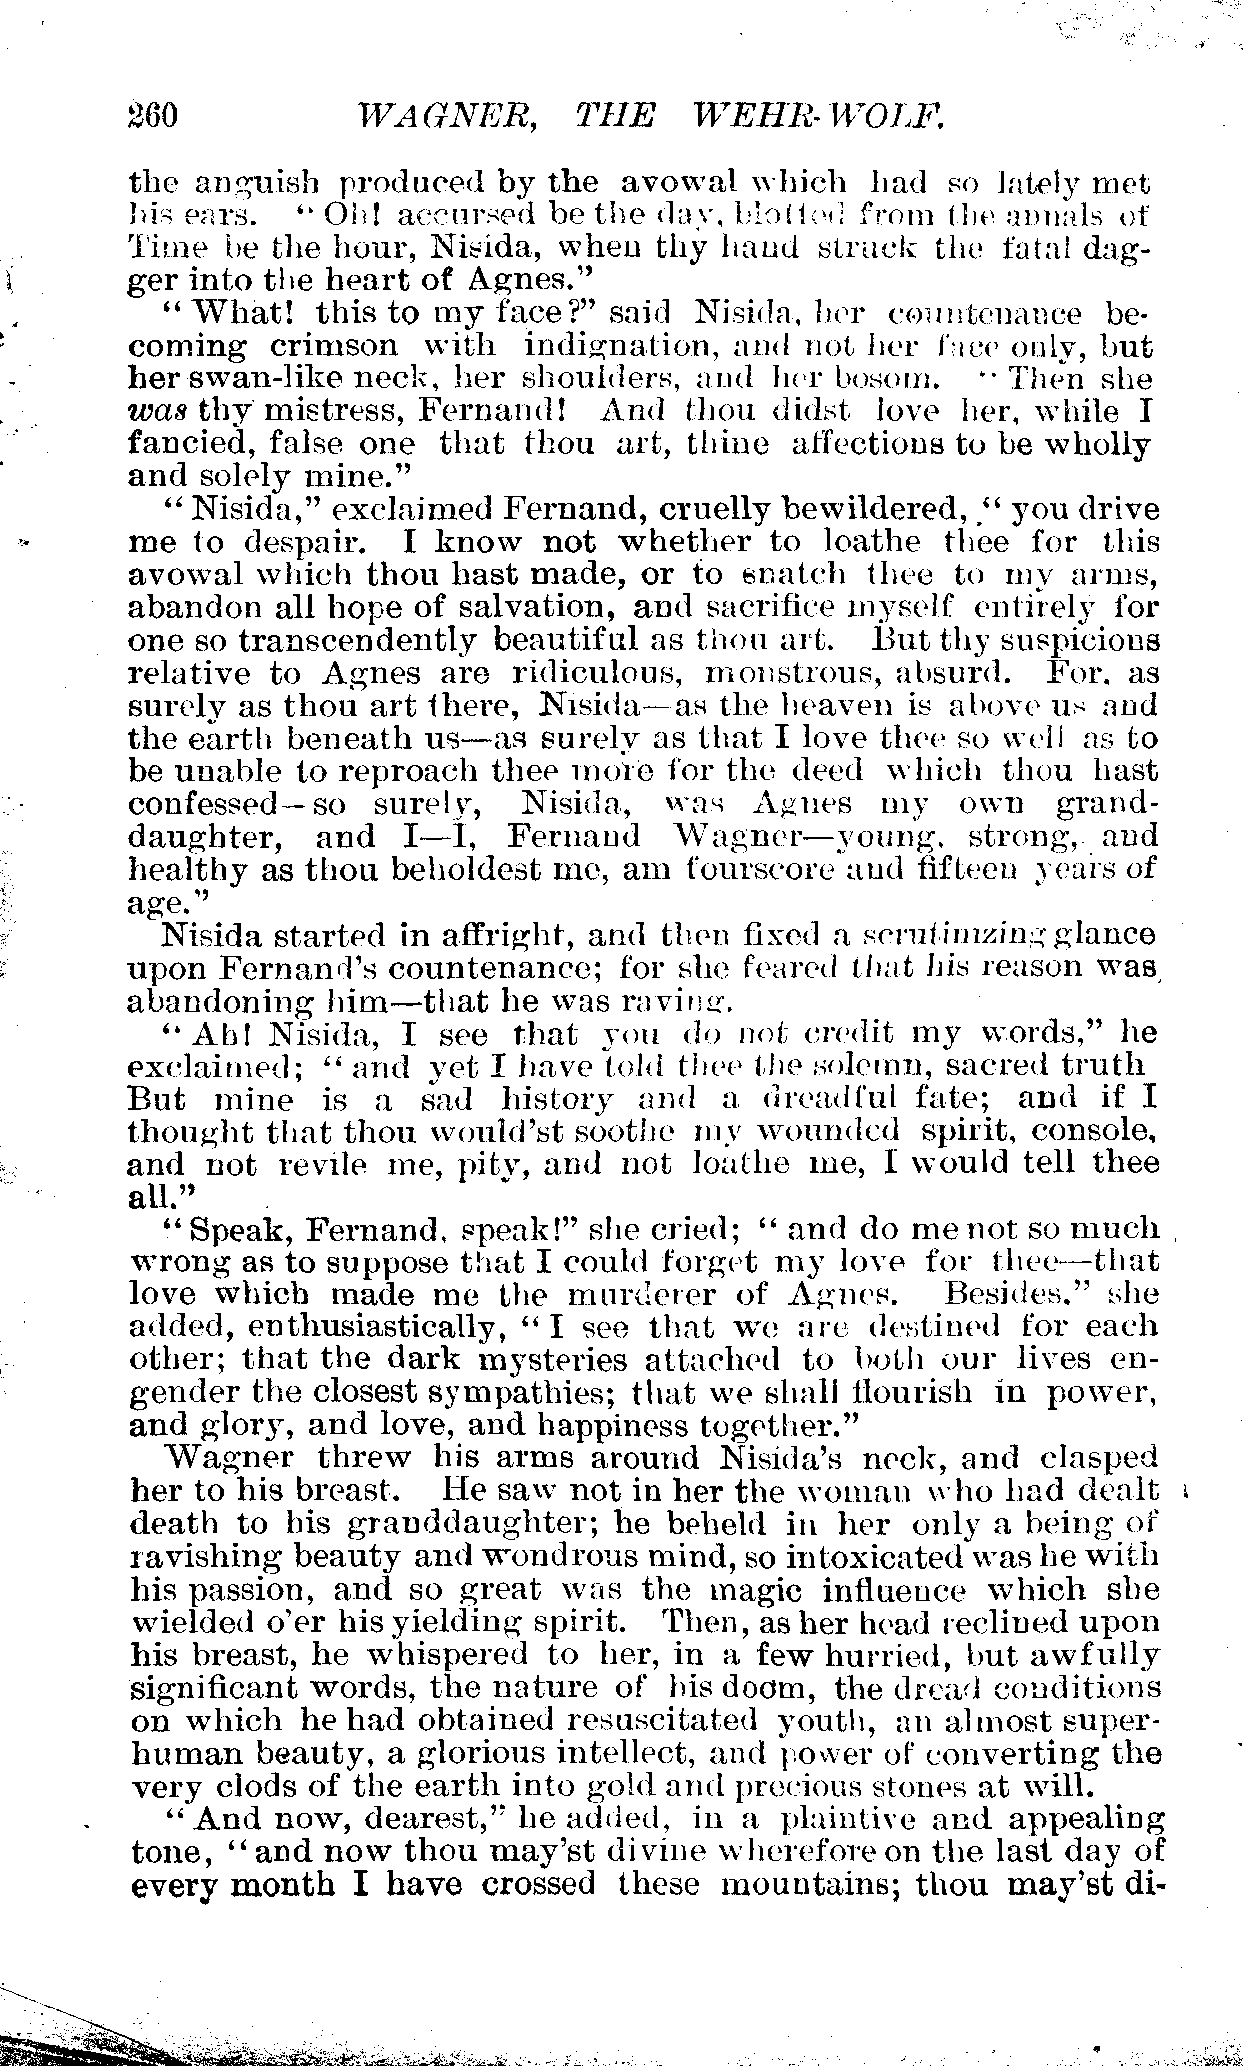 260 WAGNER, THE WEHR-WOLF.
the anguish produced by the avowal which had so lately met
his ears. “Oh! accursed be the day, blotted from the annals of
Time be the hour, Nisida, when thy hand struck the fatal dag-
ger into the heart of Agnes.”
“What! this to my face?” said Nisida, her countenance be-
coming crimson with indignation, and not her face only, but
her swan-like neck, her shoulders, and her bosom. “Then she
was thy mistress, Fernand! And thou didst love her, while I
fancied, false one that thou art, thine affections to be wholly
and solely mine.”
“Nisida,” exclaimed Fernand, cruelly bewildered, “you drive
me to despair. I know not whether to loathe thee for this
avowal which thou hast made, or to snatch thee to my arms,
abandon all hope of salvation, and sacrifice myself entirely for
one so transcendently beautiful as thou art. But thy suspicions
relative to Agnes are ridiculous, monstrous, absurd. For, as
surely as thou art there, Nisida—as the heaven is above us and
the earth beneath us—as surely as that I love thee so well as to
be unable to reproach thee more for the deed which thou hast
confessed—so surely, Nisida, was Agnes my own grand-
daughter, and I—I, Fernand Wagner—young, strong, and
healthy as thou beholdest me, am fourscore and fifteen years of
age.”
Nisida started in affright, and then fixed a scrutinizing glance
upon Fernand's countenance; for she feared that his reason was
abandoning him—that he was raving.
“Ah! Nisida, I see that you do not credit my words,” he
exclaimed; “and yet I have told thee the solemn, sacred truth
But mine is a sad history and a dreadful fate; and if I
thought that thou would'st soothe my wounded spirit, console,
and not revile me, pity, and not loathe me, I would tell thee
all.”
“Speak, Fernand, speak!” she cried; “and do me not so much
wrong as to suppose that I could forget my love for thee—that
love which made me the murderer of Agnes. Besides.” she
added, enthusiastically, “I see that we are destined for each
other; that the dark mysteries attached to both our lives en-
gender the closest sympathies; that we shall flourish in power,
and glory, and love, and happiness together.”
Wagner threw his arms around Nisida's neck, and clasped
her to his breast. He saw not in her the woman who had dealt
death to his granddaughter; he beheld in her only a being of
ravishing beauty and wondrous mind, so intoxicated was he with
his passion, and so great was the magic influence which she
wielded o'er his yielding spirit. Then, as her head reclined upon
his breast, he whispered to her, in a few hurried, but awfully
significant words, the nature of his doom, the dread conditions
on which he had obtained resuscitated youth, an almost super-
human beauty, a glorious intellect, and power of converting the
very clods of the earth into gold and precious stones at will.
“And now, dearest,” he added, in a plaintive and appealing
tone, “and now thou may'st divine wherefore on the last day of
every month I have crossed these mountains; thou may'st di-